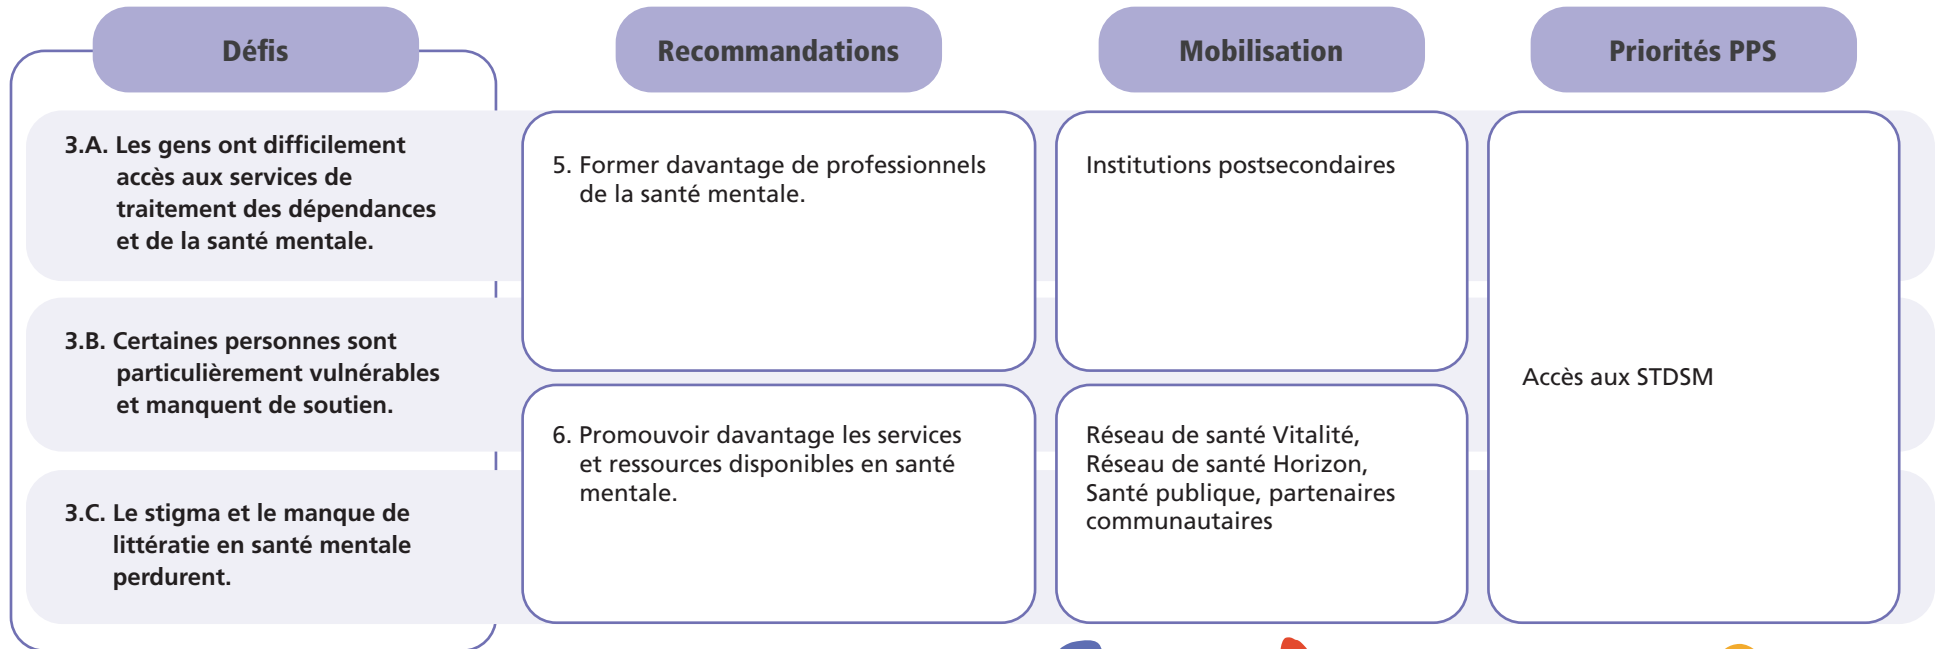 Défis
Recommandations
Mobilisation
Priorités PPS
3.A. Les gens ont difficilement
accès aux services de
traitement des dépendances
et de la santé mentale.
3.B. Certaines personnes sont
particulièrement vulnérables
et manquent de soutien.
3.C. Le stigma et le manque de
littératie en santé mentale
perdurent.
5. Former davantage de professionnels
de la santé mentale.
6. Promouvoir davantage les services
et ressources disponibles en santé
mentale.
Institutions postsecondaires
Réseau de santé Vitalité,
Réseau de santé Horizon,
Santé publique, partenaires
communautaires
Accès aux STDSM